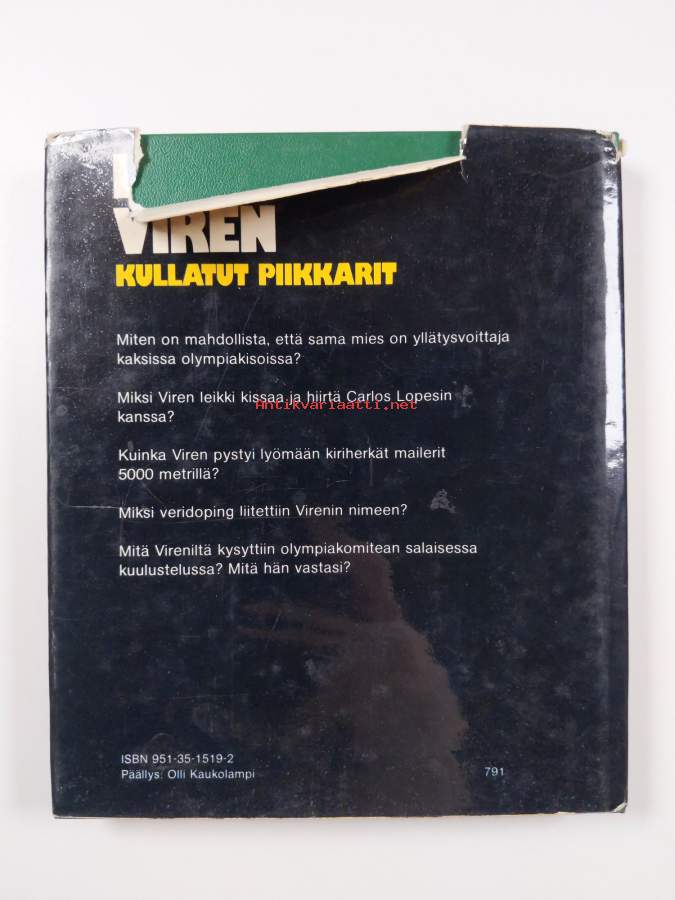 VIREN
KULLATUT PIIKKARIT
Miten on mahdollista, että sama mies on yllätysvoittaja
kaksissa olympiakisoissa?
Miksi Viren leikki kissaa ja hiirtä Carlos Lopesin
kanssa?
Antikvariaatti.net
Kuinka Viren pystyi lyömään kiriherkät mailerit
5000 metrillä?
Miksi veridoping liitettiin Virenin nimeen?
Mitä Vireniltä kysyttiin olympiakomitean salaisessa
kuulustelussa? Mitä hän vastasi?
ISBN 951-35-1519-2
Päällys: Olli Kaukolampi
791